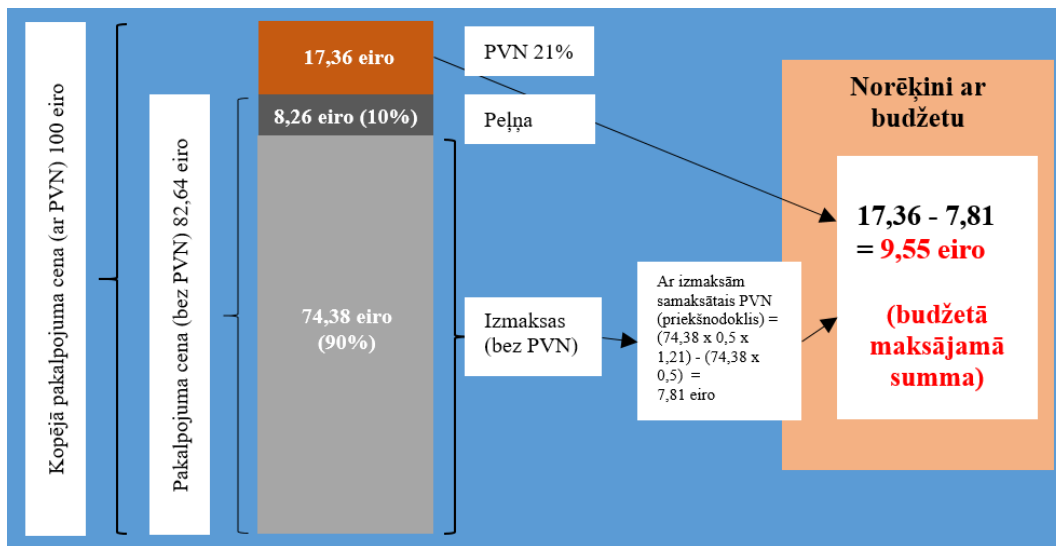 Kopējā pakalpojuma cena (ar PVN) 100 eiro
Pakalpojuma cena (bez PVN) 82,64 eiro
17,36 eiro
8,26 eiro (10%)
74,38 eiro
(90%)
PVN 21%
Peļņa
Izmaksas
(bez PVN)
Ar izmaksām
samaksātais PVN
(priekšnodoklis) =
(74,38 x 0,5 x
1,21) - (74,38 x
0,5) =
7,81 eiro
Norēķini ar
budžetu
17,36 - 7,81
= 9,55 eiro
(budžetā
maksājamā
summa)